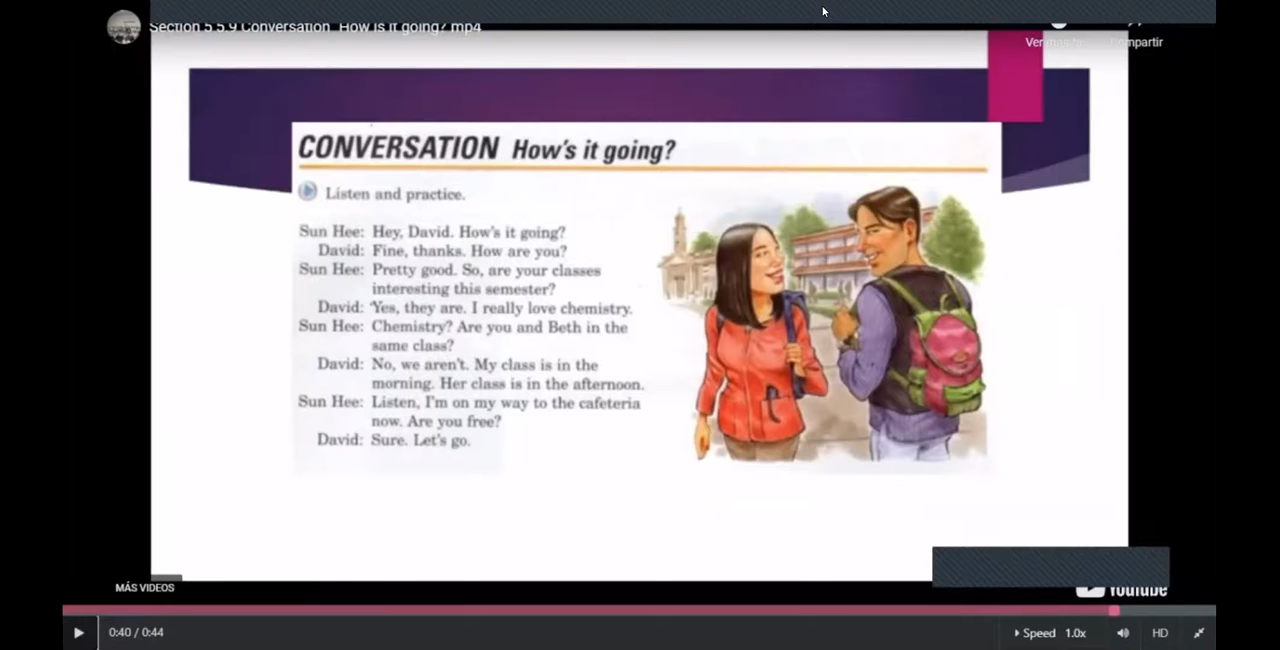 Section 5 5.9 Conversation How is it going? mp4
Compartir
CONVERSATION How's it going?
Listen and practice.
Sun Hee: Hey, David. How's it going?
David: Fine, thanks. How are you?
Sun Hee: Pretty good. So, are your classes
interesting this semester?
David: Yes, they are. I really love chemistry.
Sun Hee: Chemistry? Are you and Beth in the
same class?
David: No, we aren't. My class is in the
morning. Her class is in the afternoon.
Sun Hee: Listen, I'm on my way to the cafeteria
now. Are you free?
David: Sure. Let's go.
MÁS VIDEOS
YouTube
0:40 / 0:44
Speed 1.0x
HD